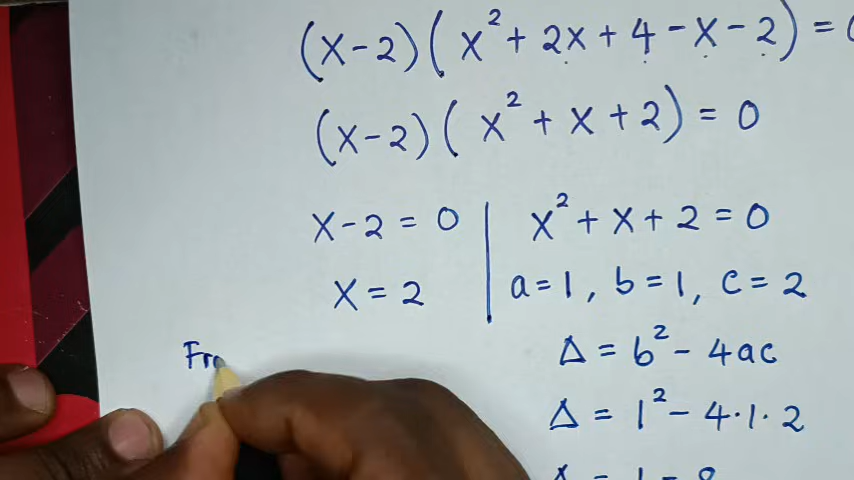 (x-2)(x²+2x+4-x-2)=
(x-2)(x²+x+2)=0
x-2=0
x=2
x²+x+2=0
a=1, b=1, c=2
Δ=b²-4ac
Δ=1²-4·1·2
Fro